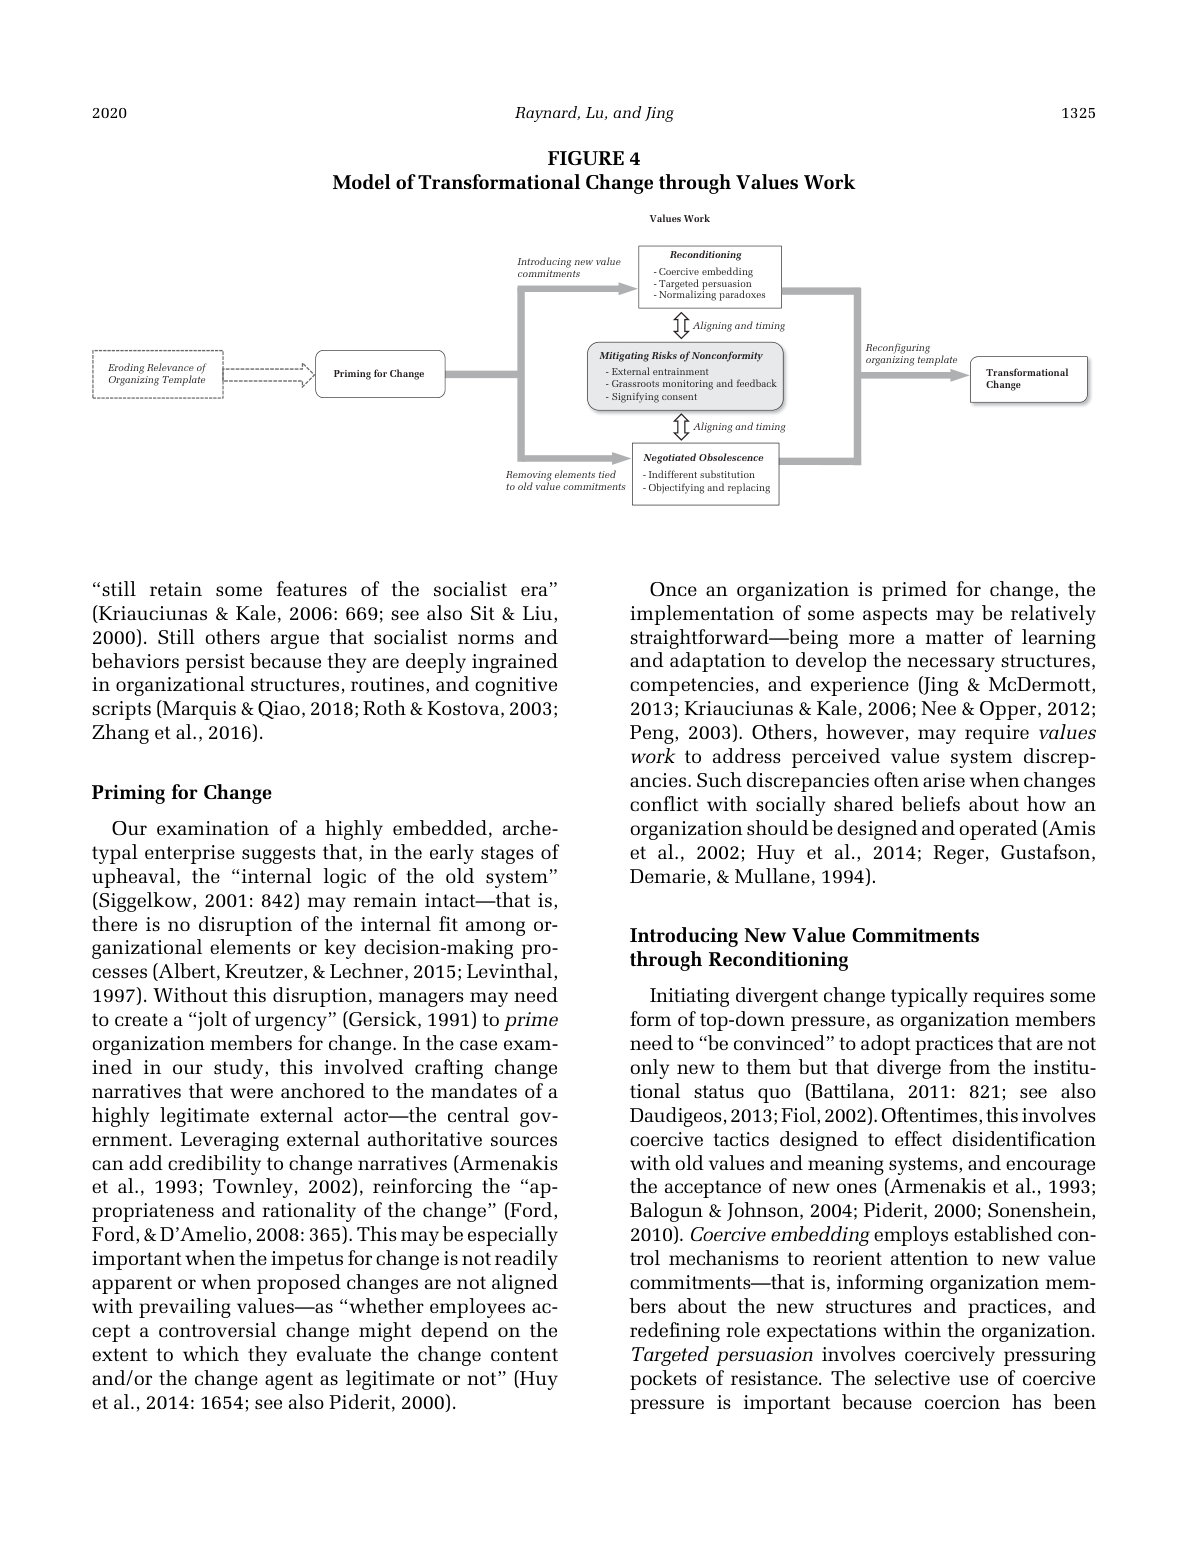 2020
Raynard, Lu, and Jing
1325
FIGURE 4
Model of Transformational Change through Values Work
Values Work
Introducing new value
commitments
Reconditioning
- Coercive embedding
- Targeted persuasion
- Normalizing paradoxes
Aligning and timing
Eroding Relevance of
Organizing Template
Priming for Change
Mitigating Risks of Nonconformity
- External entrainment
- Grassroots monitoring and feedback
- Signifying consent
Reconfiguring
organizing template
Transformational
Change
Aligning and timing
Removing elements tied
to old value commitments
Negotiated Obsolescence
- Indifferent substitution
- Objectifying and replacing
“still retain some features of the socialist era”
(Kriauciunas & Kale, 2006: 669; see also Sit & Liu,
2000). Still others argue that socialist norms and
behaviors persist because they are deeply ingrained
in organizational structures, routines, and cognitive
scripts (Marquis & Qiao, 2018; Roth & Kostova, 2003;
Zhang et al., 2016).
Priming for Change
Our examination of a highly embedded, arche-
typal enterprise suggests that, in the early stages of
upheaval, the “internal logic of the old system”
(Siggelkow, 2001: 842) may remain intact—that is,
there is no disruption of the internal fit among or-
ganizational elements or key decision-making pro-
cesses (Albert, Kreutzer, & Lechner, 2015; Levinthal,
1997). Without this disruption, managers may need
to create a “jolt of urgency” (Gersick, 1991) to prime
organization members for change. In the case exam-
ined in our study, this involved crafting change
narratives that were anchored to the mandates of a
highly legitimate external actor—the central gov-
ernment. Leveraging external authoritative sources
can add credibility to change narratives (Armenakis
et al., 1993; Townley, 2002), reinforcing the “ap-
propriateness and rationality of the change” (Ford,
Ford, & D’Amelio, 2008: 365). This may be especially
important when the impetus for change is not readily
apparent or when proposed changes are not aligned
with prevailing values—as “whether employees ac-
cept a controversial change might depend on the
extent to which they evaluate the change content
and/or the change agent as legitimate or not” (Huy
et al., 2014: 1654; see also Piderit, 2000).
Once an organization is primed for change, the
implementation of some aspects may be relatively
straightforward—being more a matter of learning
and adaptation to develop the necessary structures,
competencies, and experience (Jing & McDermott,
2013; Kriauciunas & Kale, 2006; Nee & Opper, 2012;
Peng, 2003). Others, however, may require values
work to address perceived value system discrep-
ancies. Such discrepancies often arise when changes
conflict with socially shared beliefs about how an
organization should be designed and operated (Amis
et al., 2002; Huy et al., 2014; Reger, Gustafson,
Demarie, & Mullane, 1994).
Introducing New Value Commitments
through Reconditioning
Initiating divergent change typically requires some
form of top-down pressure, as organization members
need to “be convinced” to adopt practices that are not
only new to them but that diverge from the institu-
tional status quo (Battilana, 2011: 821; see also
Daudigeos, 2013; Fiol, 2002). Oftentimes, this involves
coercive tactics designed to effect disidentification
with old values and meaning systems, and encourage
the acceptance of new ones (Armenakis et al., 1993;
Balogun & Johnson, 2004; Piderit, 2000; Sonenshein,
2010). Coercive embedding employs established con-
trol mechanisms to reorient attention to new value
commitments—that is, informing organization mem-
bers about the new structures and practices, and
redefining role expectations within the organization.
Targeted persuasion involves coercively pressuring
pockets of resistance. The selective use of coercive
pressure is important because coercion has been